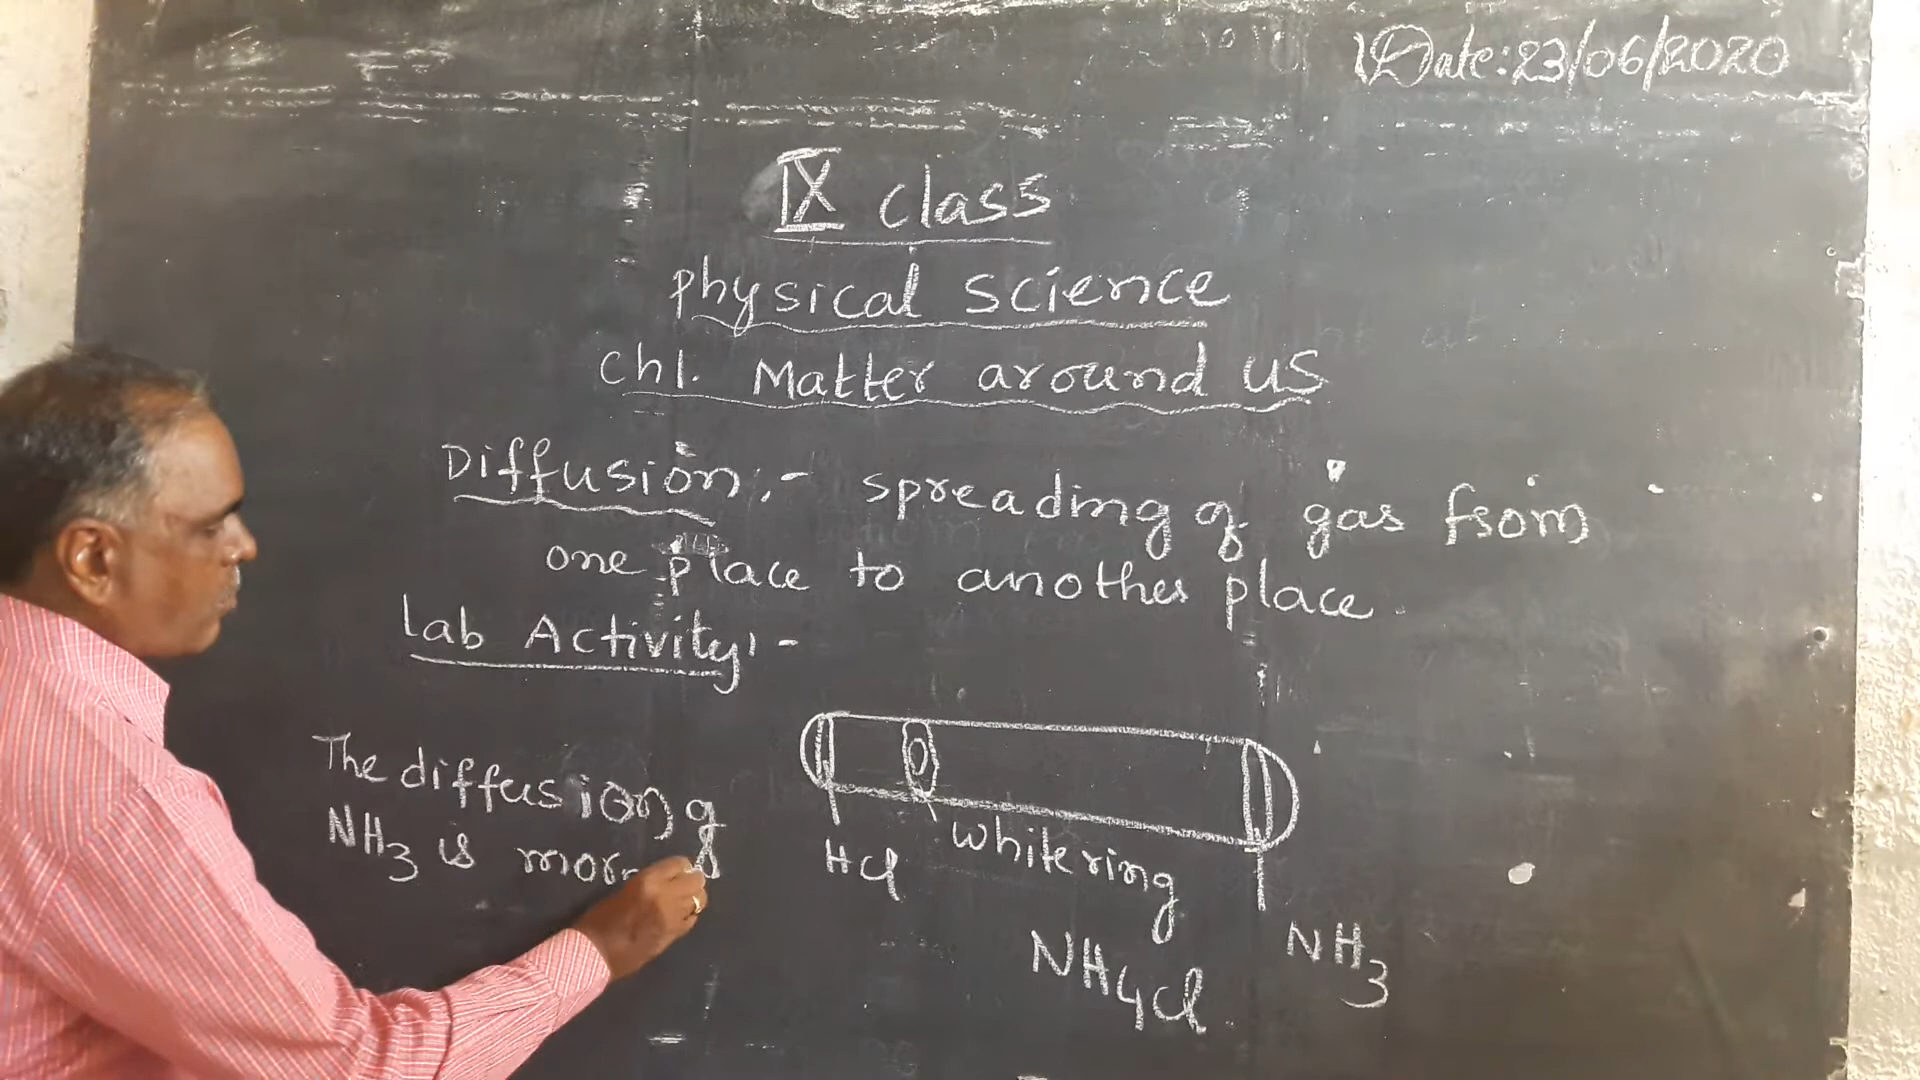 Date: 23/06/2020
IX class
physical science
ch1. Matter around us
Diffusion:- spreading of gas from
one place to another place.
Lab Activity:-
The diffusion of
NH3 is more
HCl
white ring
NH4Cl
NH3